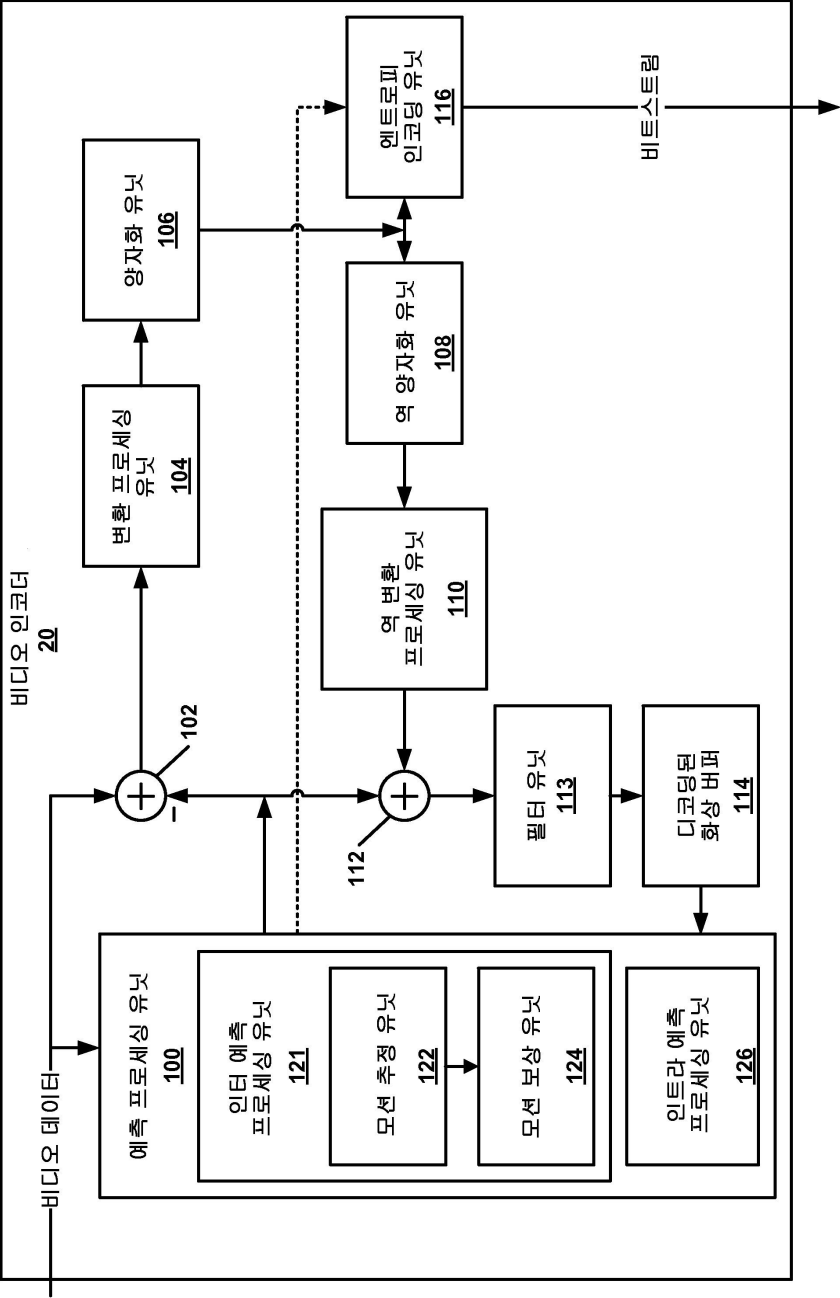 비디오 인코더
20
비디오 데이터
예측 프로세싱 유닛
100
인터 예측
프로세싱 유닛
121
모션 추정 유닛
122
모션 보상 유닛
124
인트라 예측
프로세싱 유닛
126
102
–
변환 프로세싱
유닛
104
양자화 유닛
106
엔트로피
인코딩 유닛
116
비트스트림
역 양자화 유닛
108
역 변환
프로세싱 유닛
110
112
필터 유닛
113
디코딩된
화상 버퍼
114